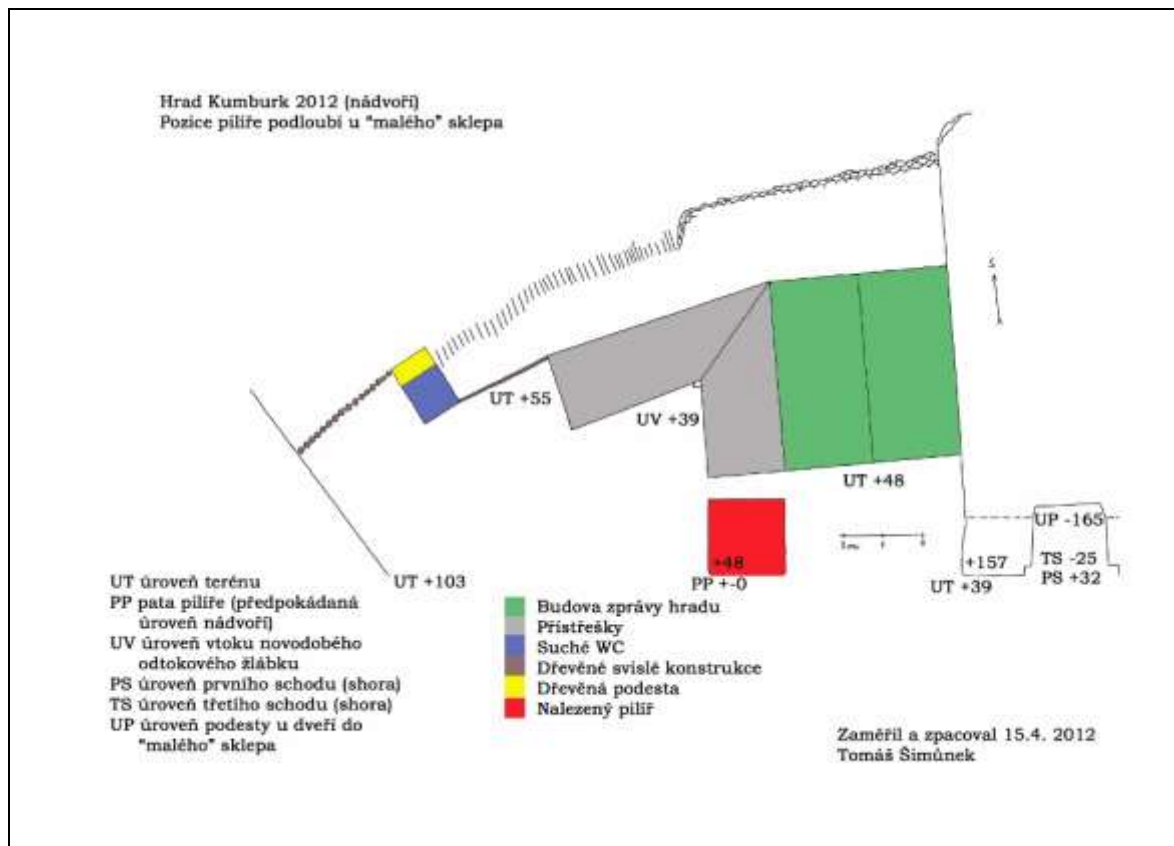 Hrad Kumburk 2012 (nádvoří)
Pozice pilíře podloubí u "malého" sklepa
S
UT +55
UV +39
UT +48
UP -165
+48
PP +-0
+157
UT +39
TS -25
PS +32
UT +103
UT úroveň terénu
PP pata pilíře (předpokádaná
úroveň nádvoří)
UV úroveň vtoku novodobého
odtokového žlábku
PS úroveň prvního schodu (shora)
TS úroveň třetího schodu (shora)
UP úroveň podesty u dveří do
"malého" sklepa
Budova zprávy hradu
Přístřešky
Suché WC
Dřevěné svislé konstrukce
Dřevěná podesta
Nalezený pilíř
Zaměřil a zpacoval 15.4. 2012
Tomáš Šimůnek